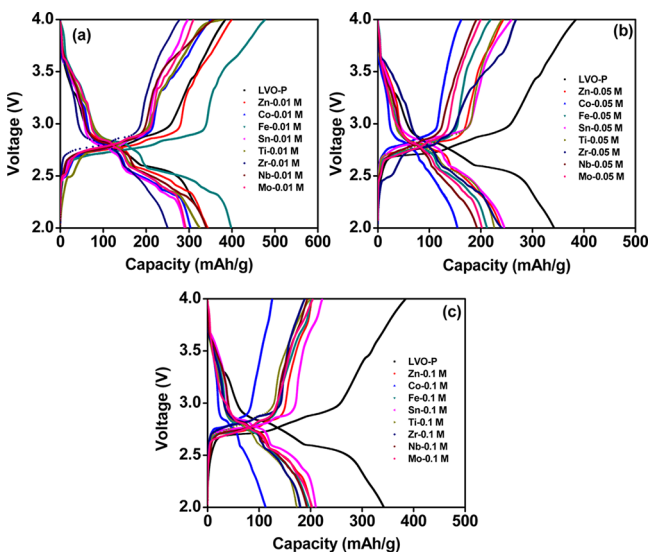 (a)
4.0
3.5
3.0
2.5
2.0
Voltage (V)
LVO-P
Zn-0.01 M
Co-0.01 M
Fe-0.01 M
Sn-0.01 M
Ti-0.01 M
Zr-0.01 M
Nb-0.01 M
Mo-0.01 M
0 100 200 300 400 500 600
Capacity (mAh/g)
(b)
4.0
3.5
3.0
2.5
2.0
Voltage (V)
LVO-P
Zn-0.05 M
Co-0.05 M
Fe-0.05 M
Sn-0.05 M
Ti-0.05 M
Zr-0.05 M
Nb-0.05 M
Mo-0.05 M
0 100 200 300 400 500
Capacity (mAh/g)
(c)
4.0
3.5
3.0
2.5
2.0
Voltage (V)
LVO-P
Zn-0.1 M
Co-0.1 M
Fe-0.1 M
Sn-0.1 M
Ti-0.1 M
Zr-0.1 M
Nb-0.1 M
Mo-0.1 M
0 100 200 300 400 500
Capacity (mAh/g)